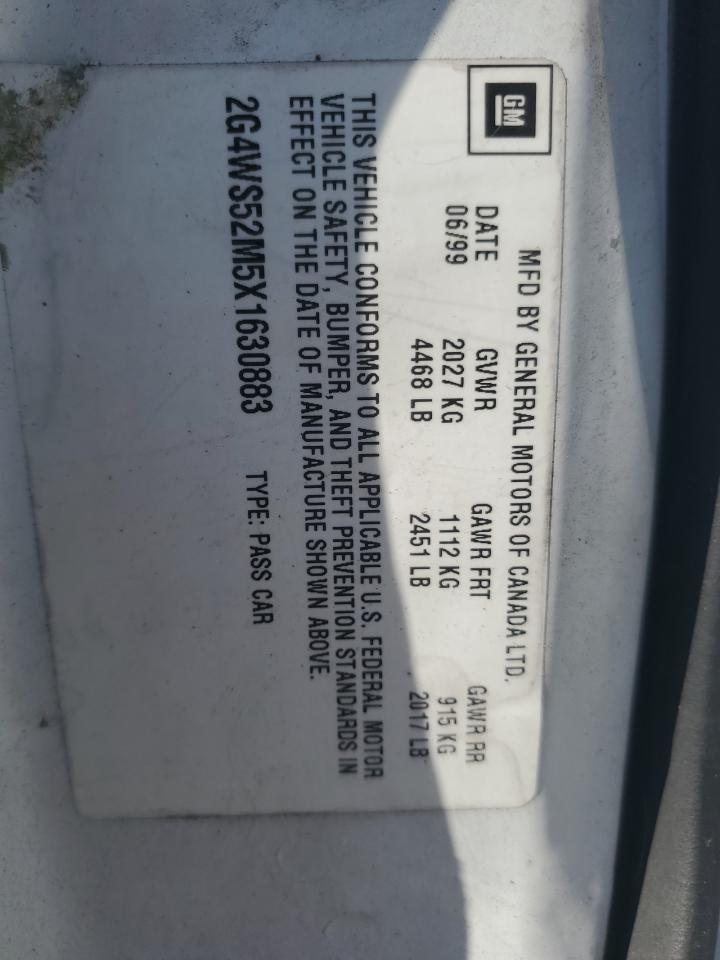 GM
MFD BY GENERAL MOTORS OF CANADA LTD.
DATE GVWR GAWR FRT GAWR RR
06/99 2027 KG 1112 KG 915 KG
4468 LB 2451 LB 2017 LB
THIS VEHICLE CONFORMS TO ALL APPLICABLE U.S. FEDERAL MOTOR
VEHICLE SAFETY, BUMPER, AND THEFT PREVENTION STANDARDS IN
EFFECT ON THE DATE OF MANUFACTURE SHOWN ABOVE.
2G4WS52M5X1630883 TYPE: PASS CAR